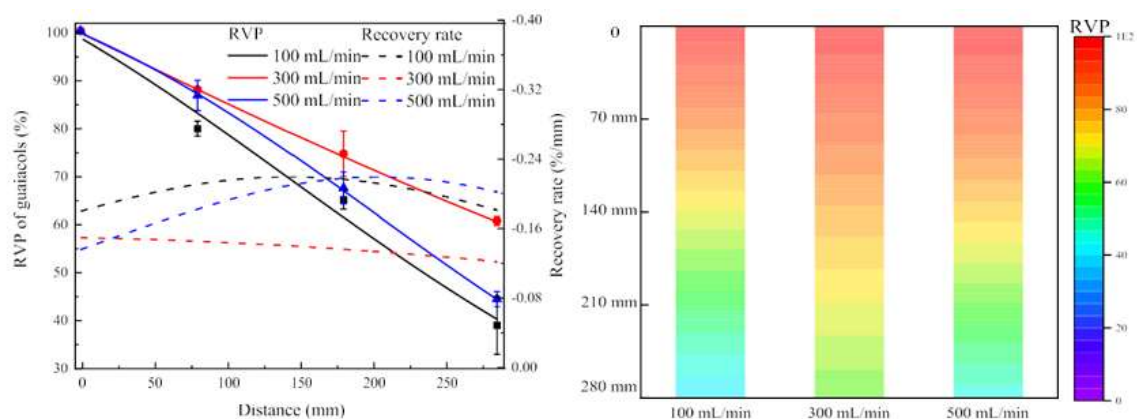 RVP Recovery rate
100 mL/min 100 mL/min
300 mL/min 300 mL/min
500 mL/min 500 mL/min
RVP of guaiacols (%)
100
90
80
70
60
50
40
30
0 50 100 150 200 250
Distance (mm)
-0.40
-0.32
-0.24
-0.16
-0.08
0.00
Recovery rate (%/mm)
0
70 mm
140 mm
210 mm
280 mm
100 mL/min 300 mL/min 500 mL/min
RVP
112
100
80
60
40
20
0